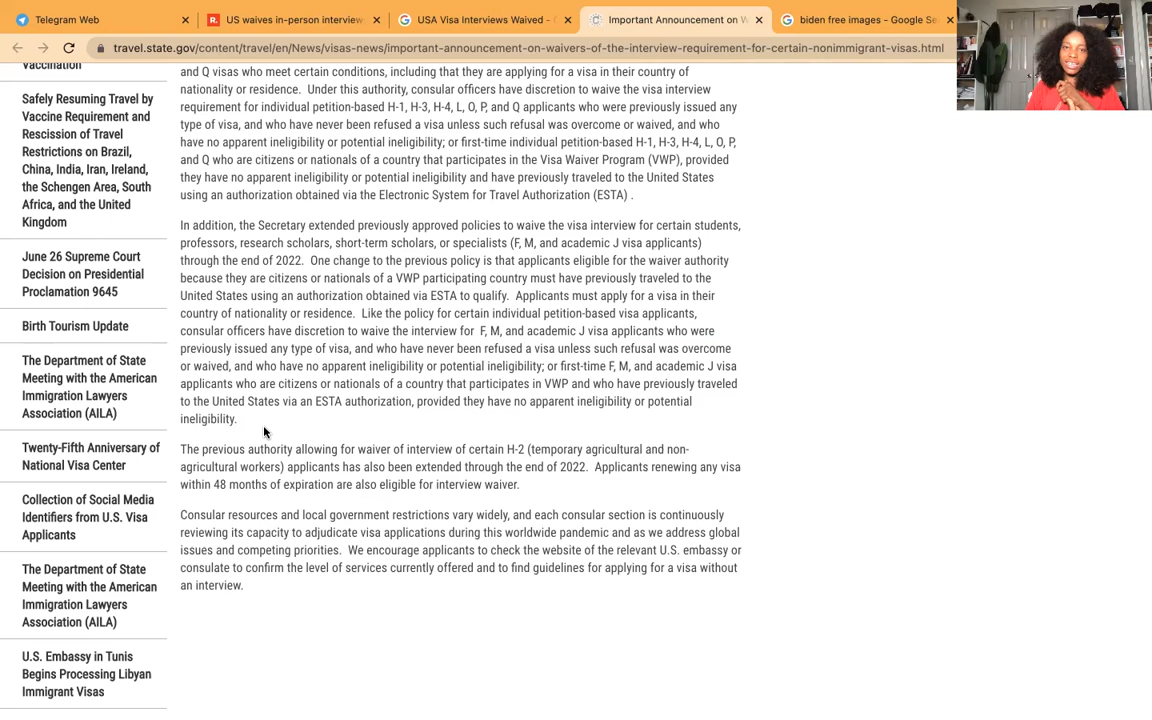 Telegram Web
US waives in-person interview
USA Visa Interviews Waived -
Important Announcement on W
biden free images - Google Se
travel.state.gov/content/travel/en/News/visas-news/important-announcement-on-waivers-of-the-interview-requirement-for-certain-nonimmigrant-visas.html
Vaccination
Safely Resuming Travel by
Vaccine Requirement and
Rescission of Travel
Restrictions on Brazil,
China, India, Iran, Ireland,
the Schengen Area, South
Africa, and the United
Kingdom
June 26 Supreme Court
Decision on Presidential
Proclamation 9645
Birth Tourism Update
The Department of State
Meeting with the American
Immigration Lawyers
Association (AILA)
Twenty-Fifth Anniversary of
National Visa Center
Collection of Social Media
Identifiers from U.S. Visa
Applicants
The Department of State
Meeting with the American
Immigration Lawyers
Association (AILA)
U.S. Embassy in Tunis
Begins Processing Libyan
Immigrant Visas
and Q visas who meet certain conditions, including that they are applying for a visa in their country of
nationality or residence. Under this authority, consular officers have discretion to waive the visa interview
requirement for individual petition-based H-1, H-3, H-4, L, O, P, and Q applicants who were previously issued any
type of visa, and who have never been refused a visa unless such refusal was overcome or waived, and who
have no apparent ineligibility or potential ineligibility; or first-time individual petition-based H-1, H-3, H-4, L, O, P,
and Q who are citizens or nationals of a country that participates in the Visa Waiver Program (VWP), provided
they have no apparent ineligibility or potential ineligibility and have previously traveled to the United States
using an authorization obtained via the Electronic System for Travel Authorization (ESTA) .
In addition, the Secretary extended previously approved policies to waive the visa interview for certain students,
professors, research scholars, short-term scholars, or specialists (F, M, and academic J visa applicants)
through the end of 2022. One change to the previous policy is that applicants eligible for the waiver authority
because they are citizens or nationals of a VWP participating country must have previously traveled to the
United States using an authorization obtained via ESTA to qualify. Applicants must apply for a visa in their
country of nationality or residence. Like the policy for certain individual petition-based visa applicants,
consular officers have discretion to waive the interview for F, M, and academic J visa applicants who were
previously issued any type of visa, and who have never been refused a visa unless such refusal was overcome
or waived, and who have no apparent ineligibility or potential ineligibility; or first-time F, M, and academic J visa
applicants who are citizens or nationals of a country that participates in VWP and who have previously traveled
to the United States via an ESTA authorization, provided they have no apparent ineligibility or potential
ineligibility.
The previous authority allowing for waiver of interview of certain H-2 (temporary agricultural and non-
agricultural workers) applicants has also been extended through the end of 2022. Applicants renewing any visa
within 48 months of expiration are also eligible for interview waiver.
Consular resources and local government restrictions vary widely, and each consular section is continuously
reviewing its capacity to adjudicate visa applications during this worldwide pandemic and as we address global
issues and competing priorities. We encourage applicants to check the website of the relevant U.S. embassy or
consulate to confirm the level of services currently offered and to find guidelines for applying for a visa without
an interview.